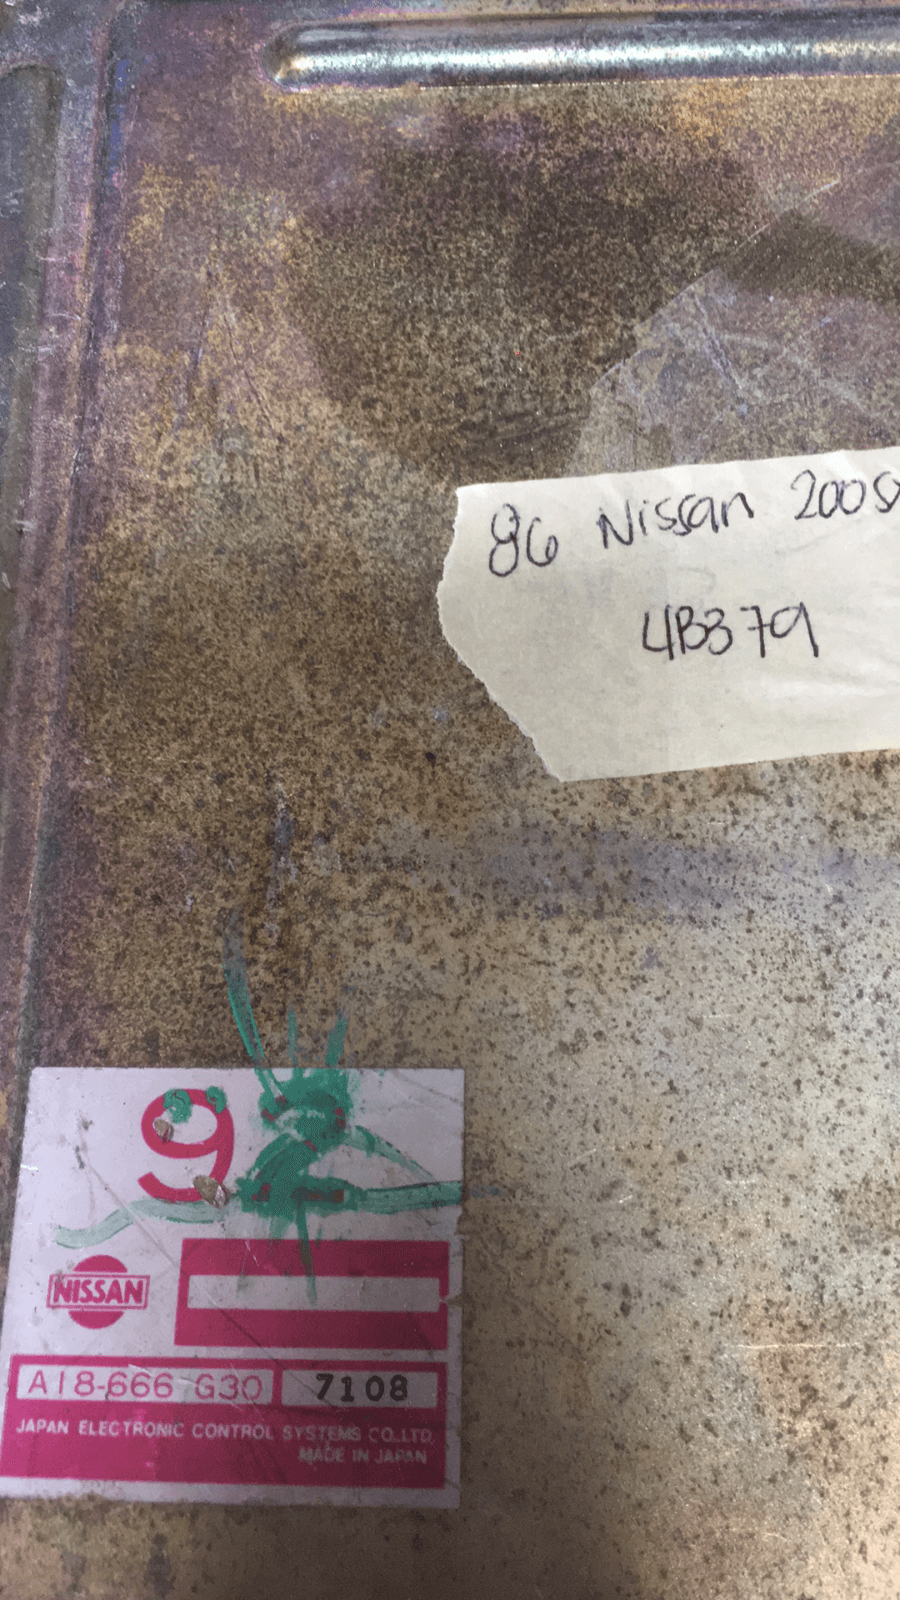 86 Nissan 200S
4B379
9
NISSAN
A18-666 G30 7108
JAPAN ELECTRONIC CONTROL SYSTEMS CO.,LTD.
MADE IN JAPAN